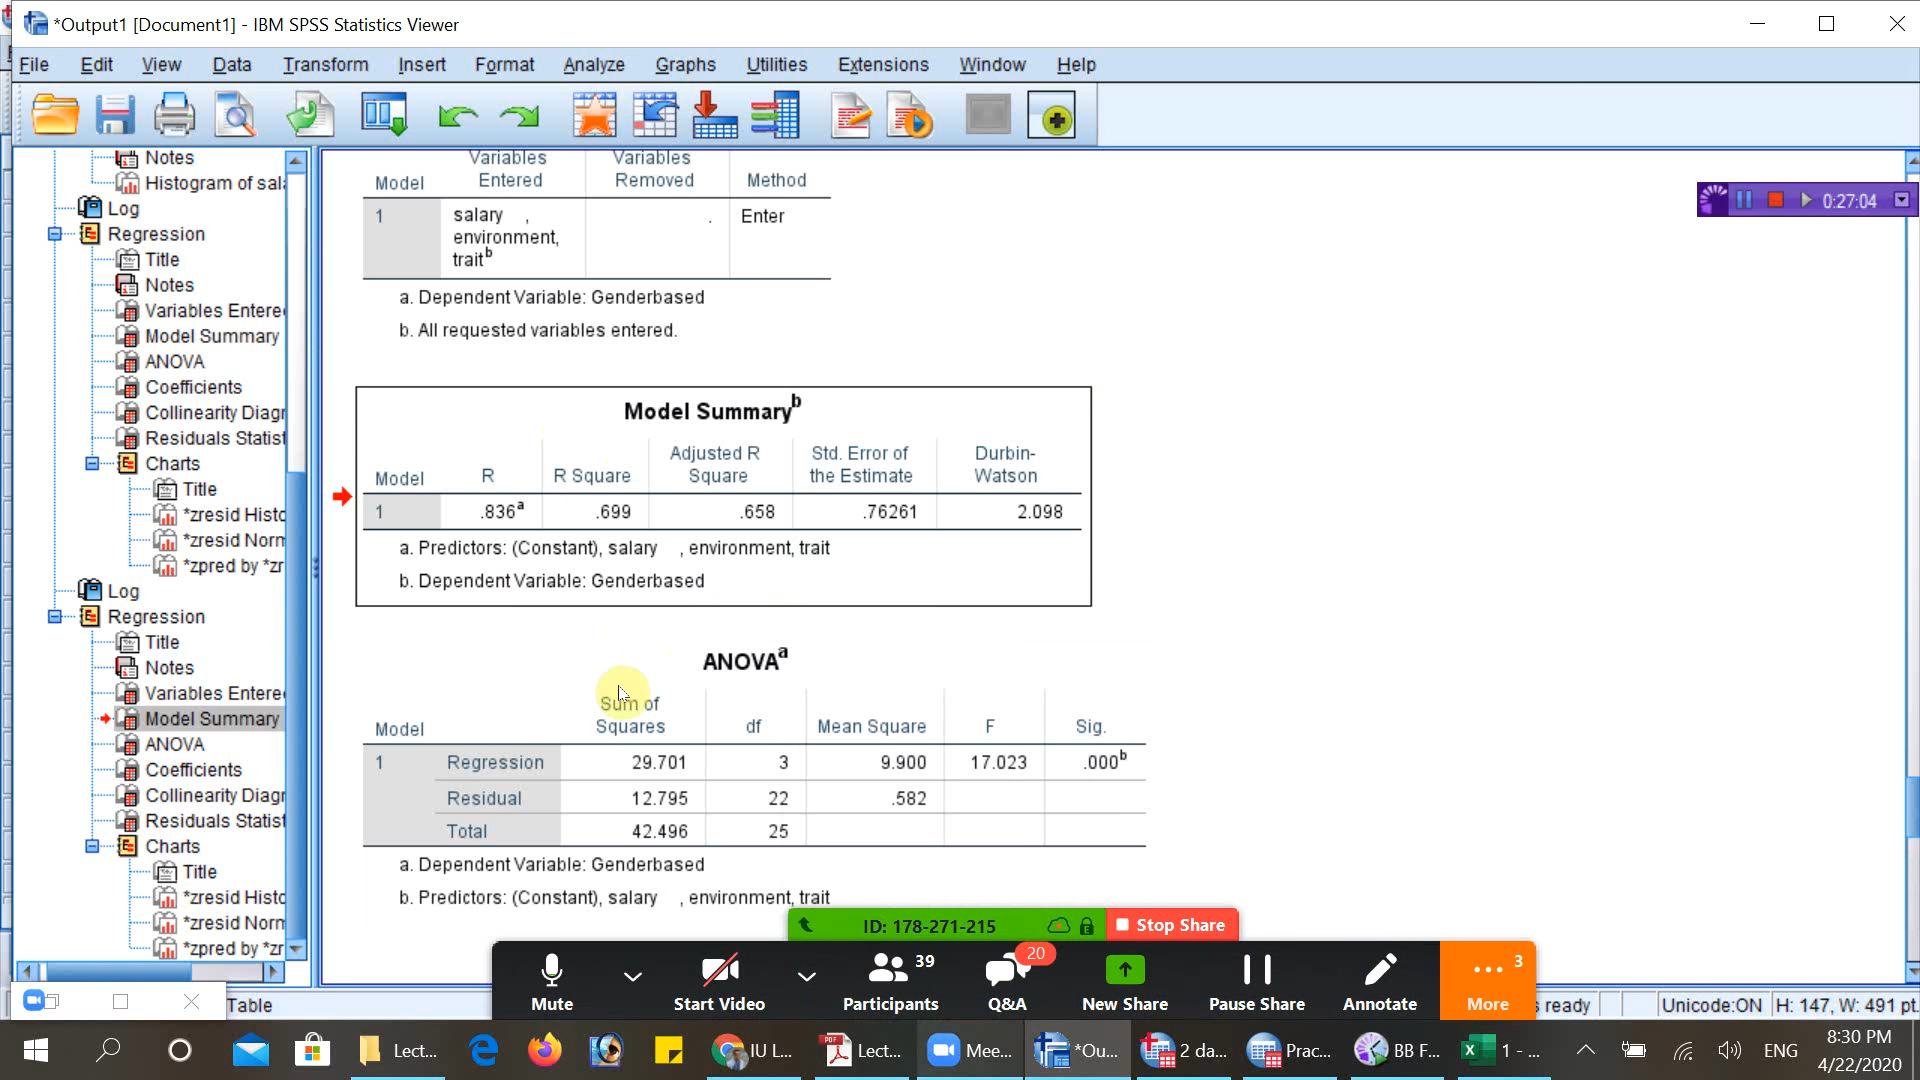 *Output1 [Document1] - IBM SPSS Statistics Viewer
File Edit View Data Transform Insert Format Analyze Graphs Utilities Extensions Window Help
0:27:04
Notes
Histogram of sal
Log
Regression
Title
Notes
Variables Entere
Model Summary
ANOVA
Coefficients
Collinearity Diagr
Residuals Statist
Charts
Title
*zresid Histo
*zresid Norm
*zpred by *zr
Log
Regression
Title
Notes
Variables Entere
Model Summary
ANOVA
Coefficients
Collinearity Diagr
Residuals Statist
Charts
Title
*zresid Histo
*zresid Norm
*zpred by *zr
Model Variables Entered Variables Removed Method
1 salary , environment, trait^b . Enter
a. Dependent Variable: Genderbased
b. All requested variables entered.
Model Summary^b
Model R R Square Adjusted R Square Std. Error of the Estimate Durbin-Watson
1 .836^a .699 .658 .76261 2.098
a. Predictors: (Constant), salary , environment, trait
b. Dependent Variable: Genderbased
ANOVA^a
Model Sum of Squares df Mean Square F Sig.
1 Regression 29.701 3 9.900 17.023 .000^b
Residual 12.795 22 .582
Total 42.496 25
a. Dependent Variable: Genderbased
b. Predictors: (Constant), salary , environment, trait
ID: 178-271-215 Stop Share
Mute Start Video Participants 39 Q&A 20 New Share Pause Share Annotate More 3
Table
ready Unicode:ON H: 147, W: 491 pt.
Lect... IU L... Lect... Mee... *Ou... 2 da... Prac... BB F... 1 - ... ENG
8:30 PM
4/22/2020